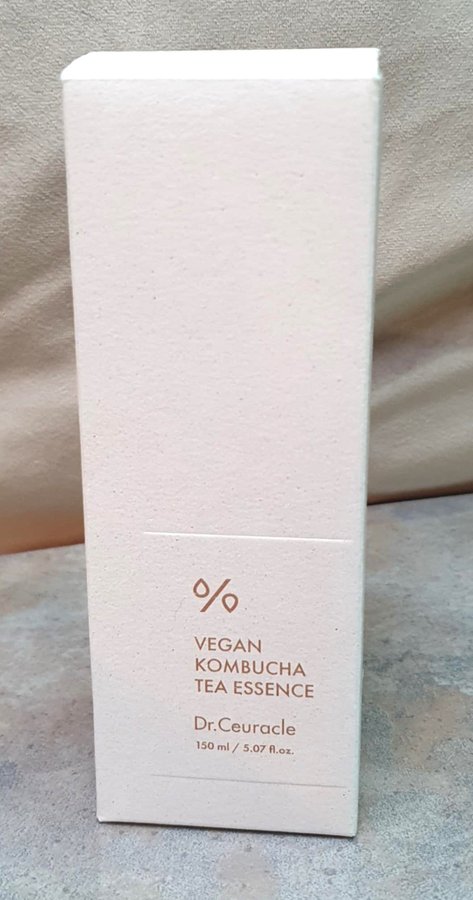 %
VEGAN
KOMBUCHA
TEA ESSENCE
Dr.Ceuracle
150 ml / 5.07 fl.oz.